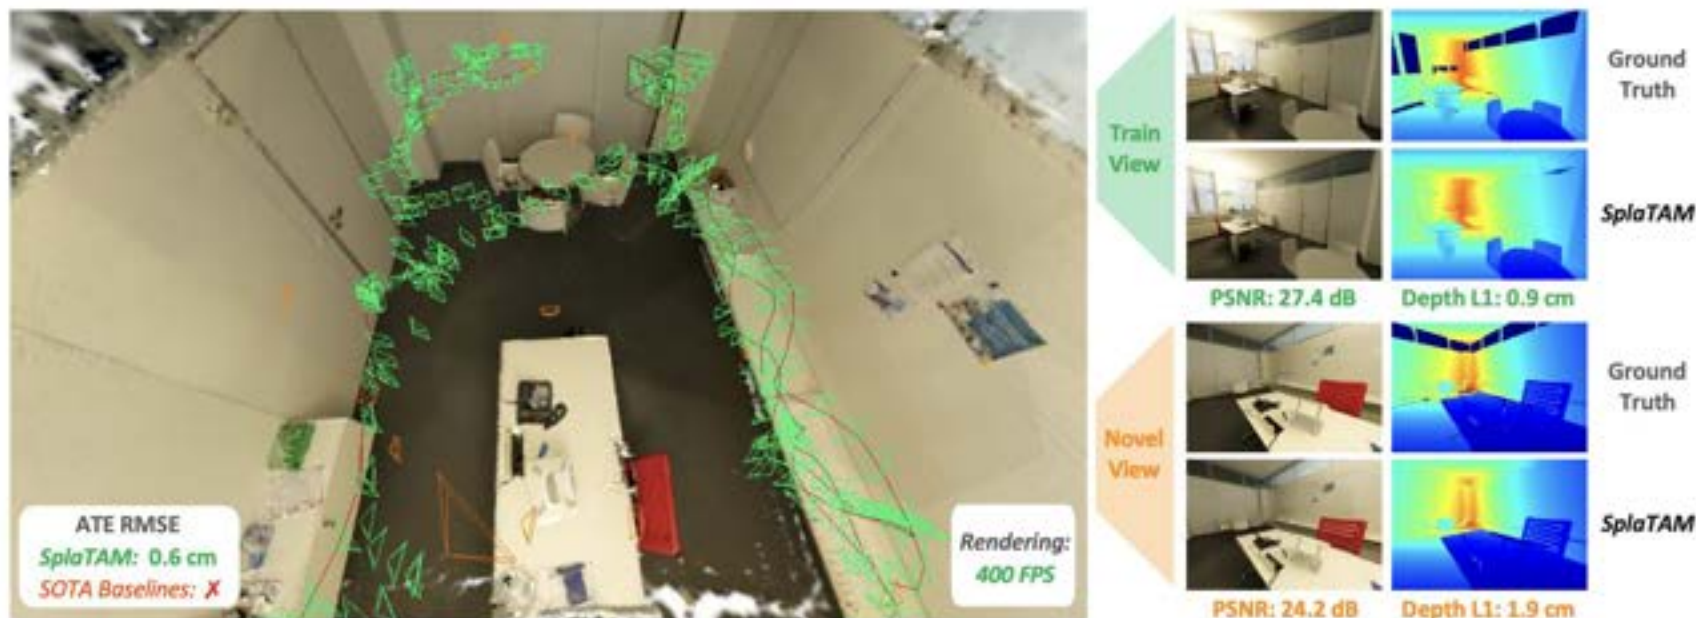 ATE RMSE
SplaTAM: 0.6 cm
SOTA Baselines: ✗
Rendering:
400 FPS
Train
View
Ground
Truth
SplaTAM
PSNR: 27.4 dB
Depth L1: 0.9 cm
Novel
View
Ground
Truth
SplaTAM
PSNR: 24.2 dB
Depth L1: 1.9 cm